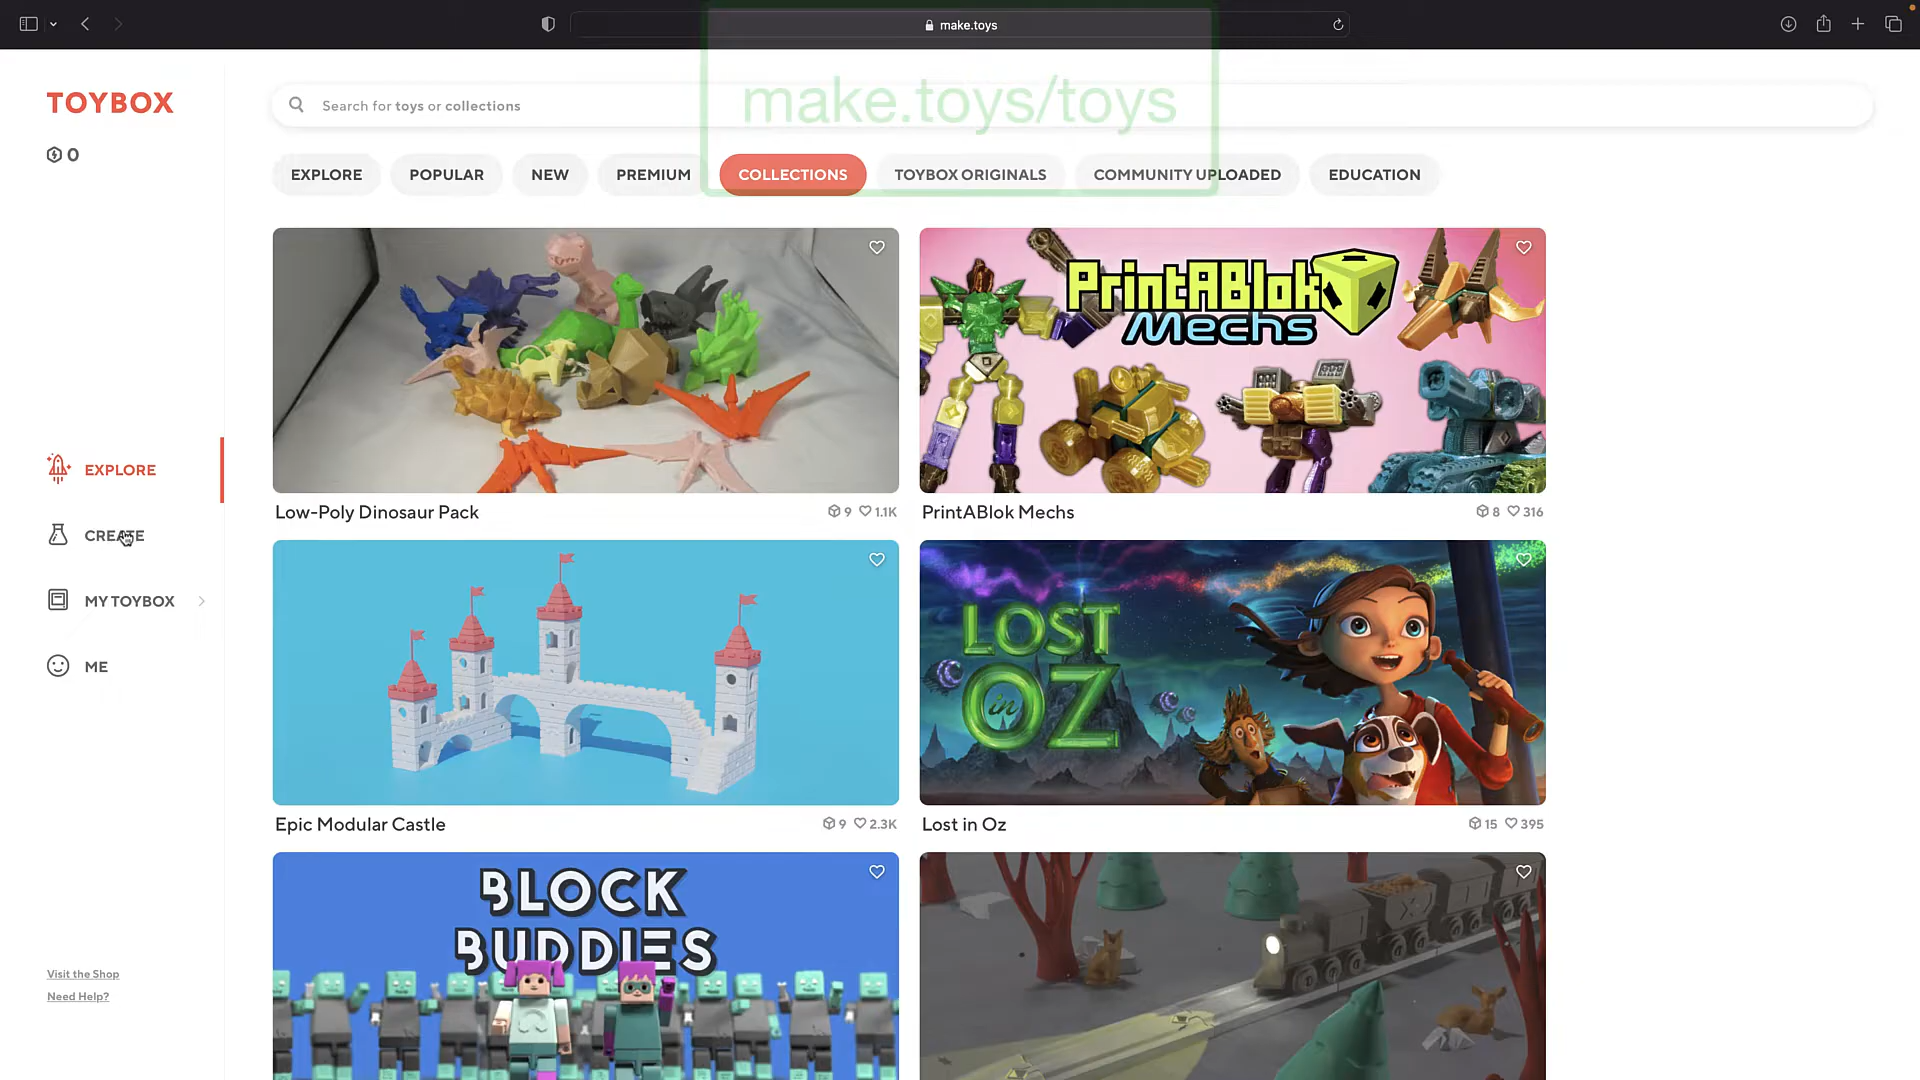 make.toys
TOYBOX
0
Search for toys or collections
make.toys/toys
EXPLORE
POPULAR
NEW
PREMIUM
COLLECTIONS
TOYBOX ORIGINALS
COMMUNITY UPLOADED
EDUCATION
PrintABlok
Mechs
Low-Poly Dinosaur Pack
9 1.1K
PrintABlok Mechs
8 316
EXPLORE
CREATE
MY TOYBOX
ME
LOST
in
OZ
Epic Modular Castle
9 2.3K
Lost in Oz
15 395
BLOCK
BUDDIES
Visit the Shop
Need Help?